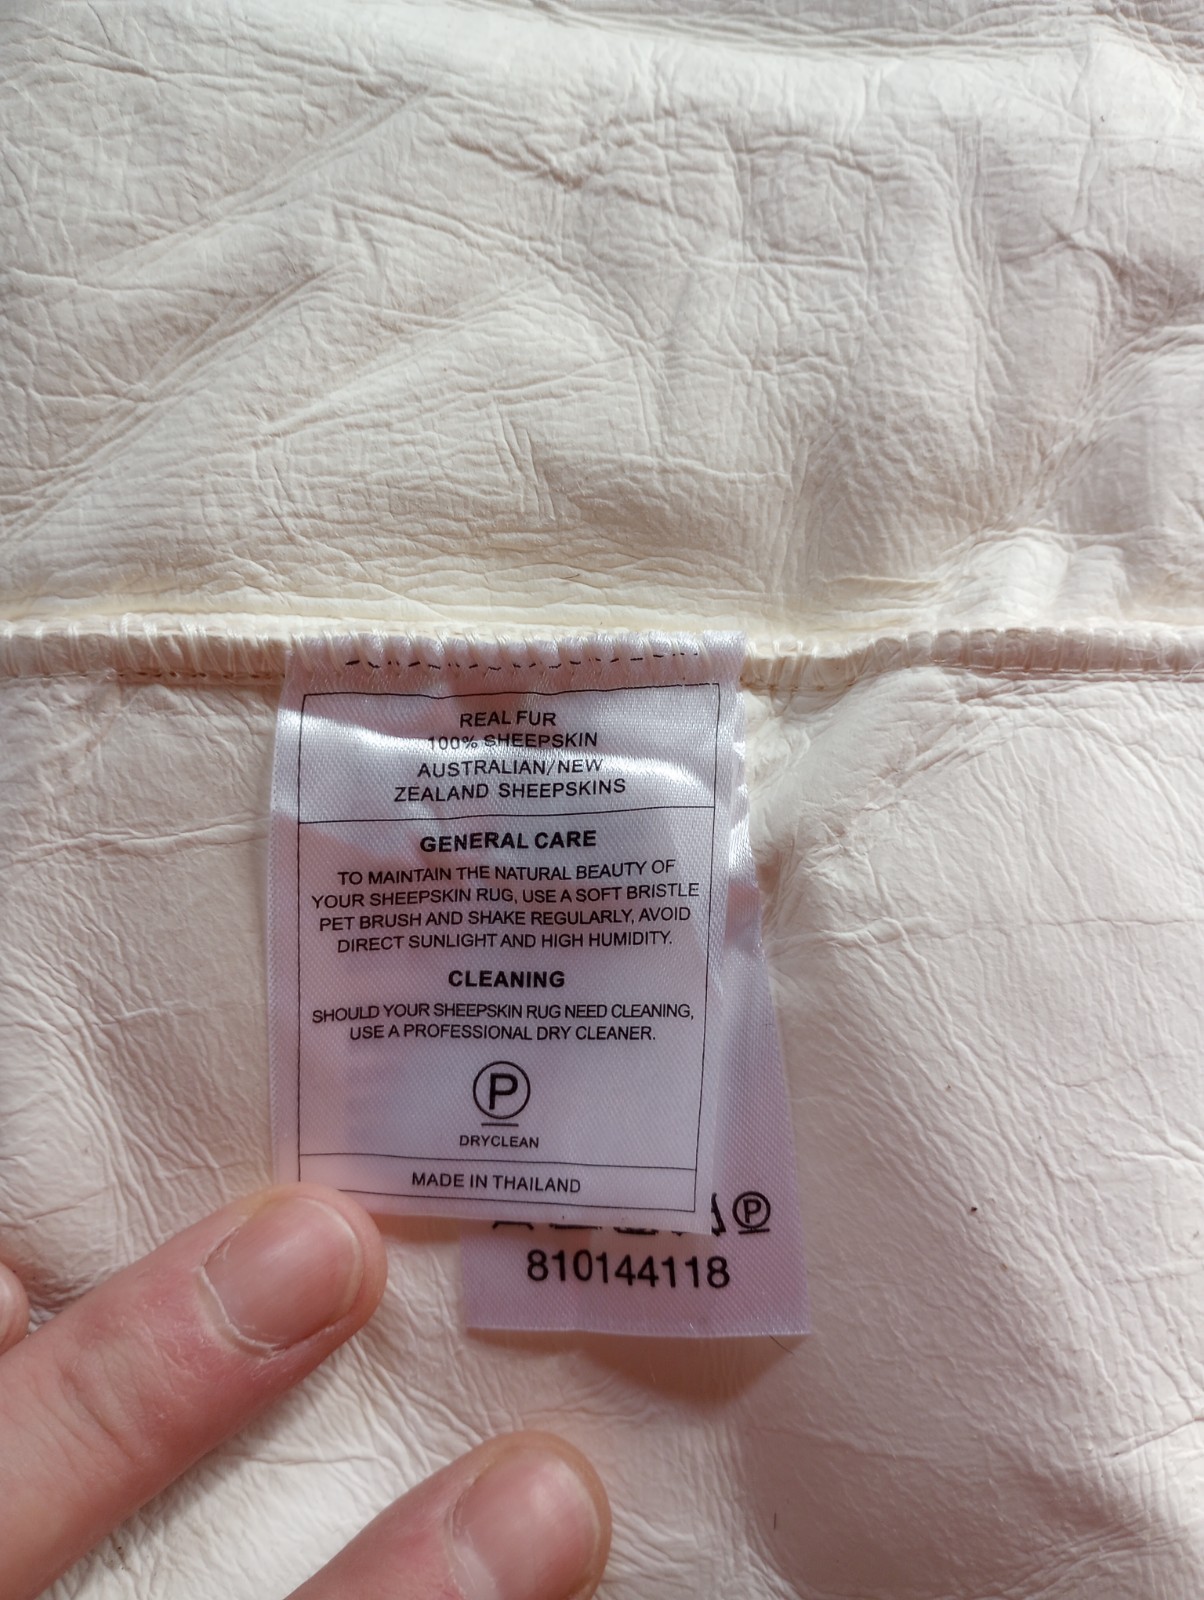 REAL FUR
100% SHEEPSKIN
AUSTRALIAN/NEW
ZEALAND SHEEPSKINS
GENERAL CARE
TO MAINTAIN THE NATURAL BEAUTY OF
YOUR SHEEPSKIN RUG, USE A SOFT BRISTLE
PET BRUSH AND SHAKE REGULARLY, AVOID
DIRECT SUNLIGHT AND HIGH HUMIDITY.
CLEANING
SHOULD YOUR SHEEPSKIN RUG NEED CLEANING,
USE A PROFESSIONAL DRY CLEANER.
P
DRYCLEAN
MADE IN THAILAND
P
810144118